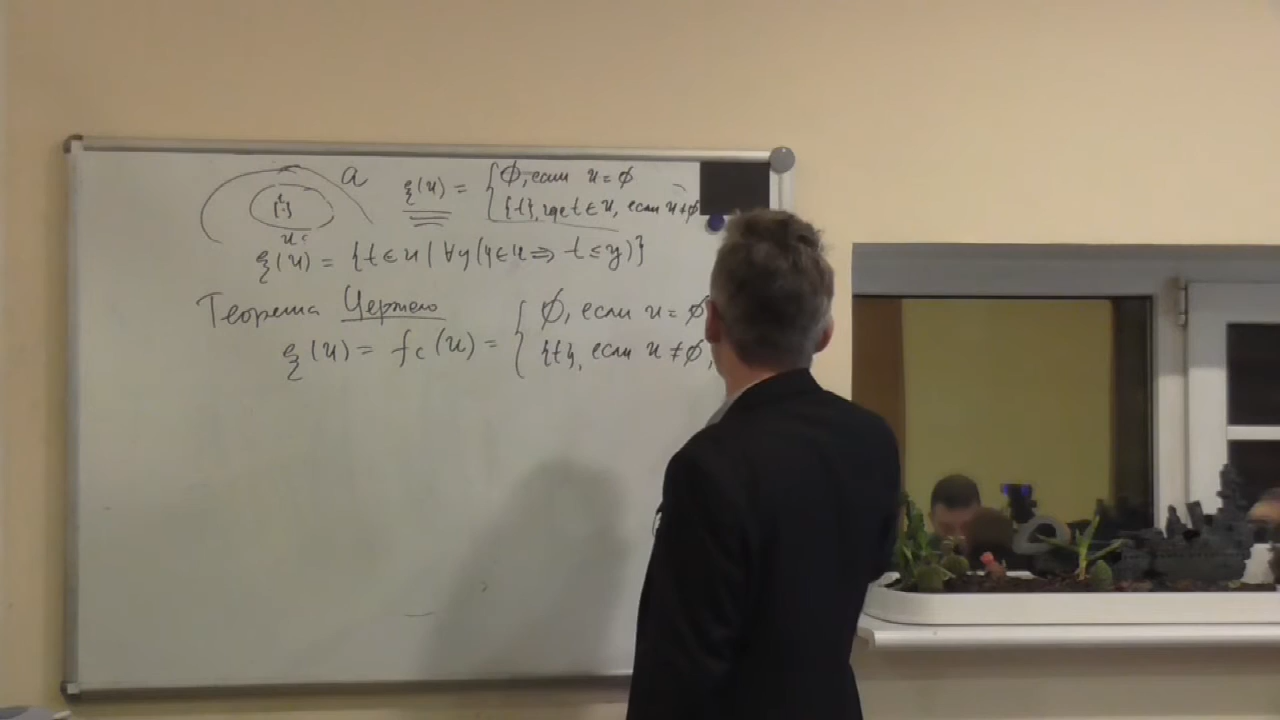 a ξ(u) = { ∅, если u = ∅
{t}, где t ∈ u, если u ≠ ∅
{·}
u
ξ(u) = {t ∈ u | ∀y (y ∈ u ⇒ t ≤ y)}
Теорема Цермело
ξ(u) = f_c(u) = { ∅, если u = ∅
{t}, если u ≠ ∅,